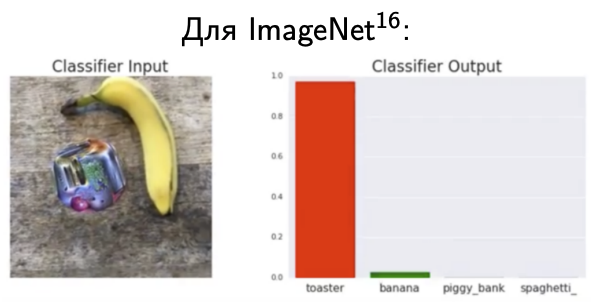 Для ImageNet¹⁶:
Classifier Input
Classifier Output
1.0
0.8
0.6
0.4
0.2
0.0
toaster banana piggy_bank spaghetti_